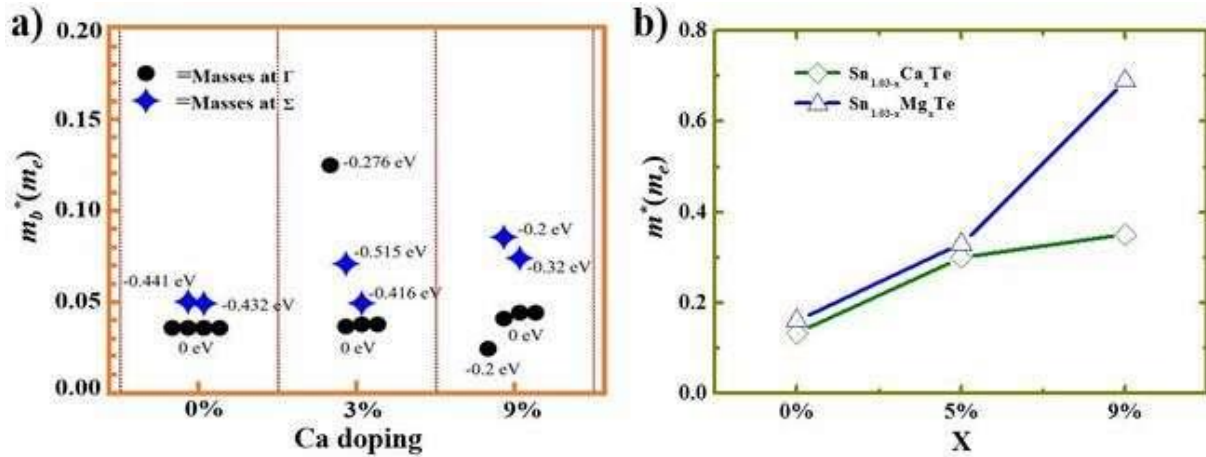 a)
0.20
0.15
0.10
0.05
0.00
m_b*(m_e)
=Masses at Γ
=Masses at Σ
-0.441 eV
-0.432 eV
0 eV
-0.276 eV
-0.515 eV
-0.416 eV
0 eV
-0.2 eV
-0.32 eV
0 eV
-0.2 eV
0%
3%
9%
Ca doping
b)
0.8
0.6
0.4
0.2
0.0
m*(m_e)
Sn1.03-xCaxTe
Sn1.03-xMgxTe
0%
5%
9%
X